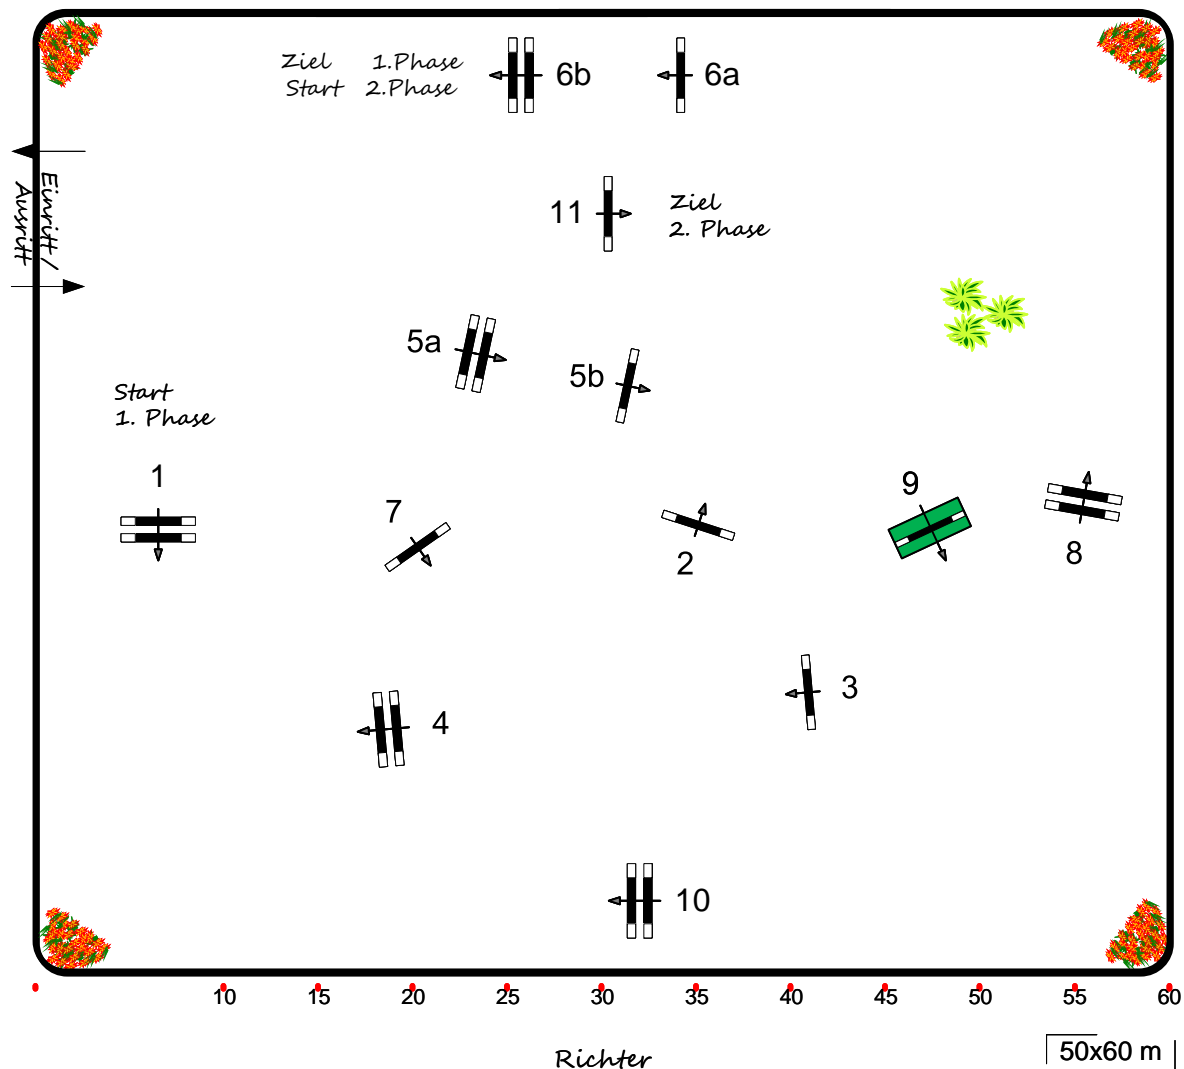 Ziel 1.Phase
Start 2.Phase
6b
6a
11
Ziel
2. Phase
Einritt /
Ausritt
5a
5b
Start
1. Phase
1
7
2
9
8
3
4
10
10 15 20 25 30 35 40 45 50 55 60
Richter
50x60 m